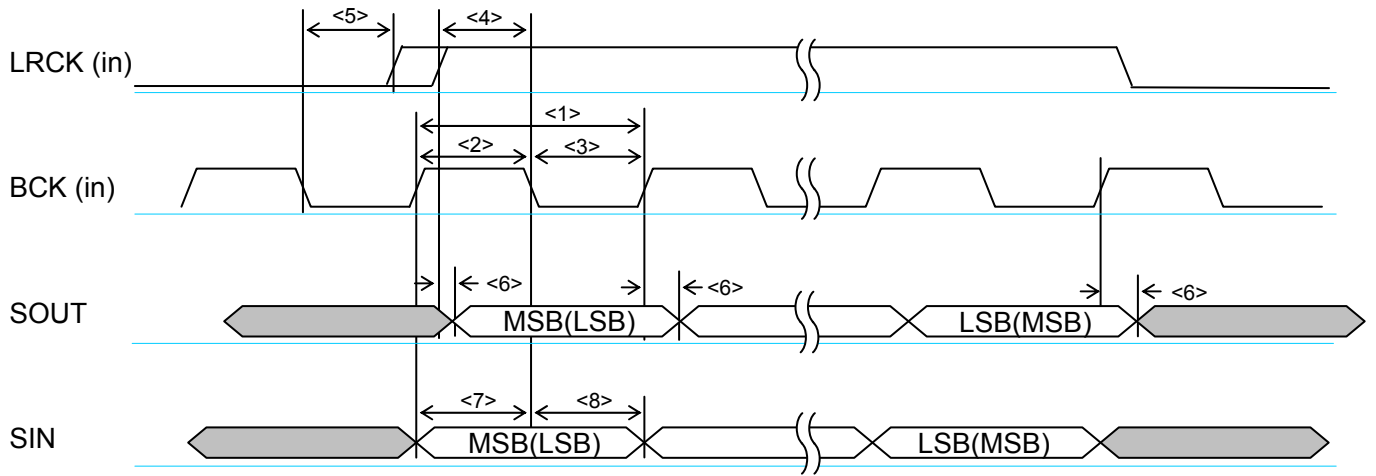 <5> <4>
LRCK (in)
<1>
<2> <3>
BCK (in)
<6> <6> <6>
SOUT MSB(LSB) LSB(MSB)
<7> <8>
SIN MSB(LSB) LSB(MSB)